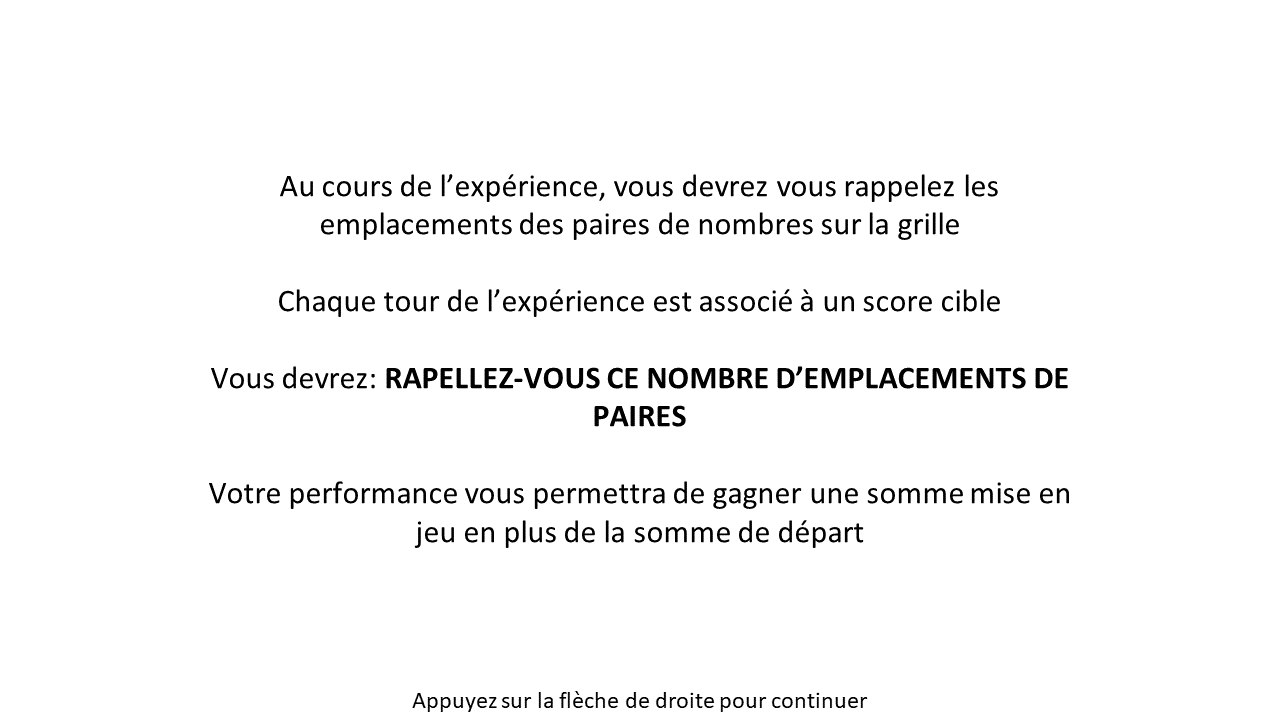 Au cours de l’expérience, vous devrez vous rappelez les
emplacements des paires de nombres sur la grille
Chaque tour de l’expérience est associé à un score cible
Vous devrez: RAPELLEZ-VOUS CE NOMBRE D’EMPLACEMENTS DE
PAIRES
Votre performance vous permettra de gagner une somme mise en
jeu en plus de la somme de départ
Appuyez sur la flèche de droite pour continuer